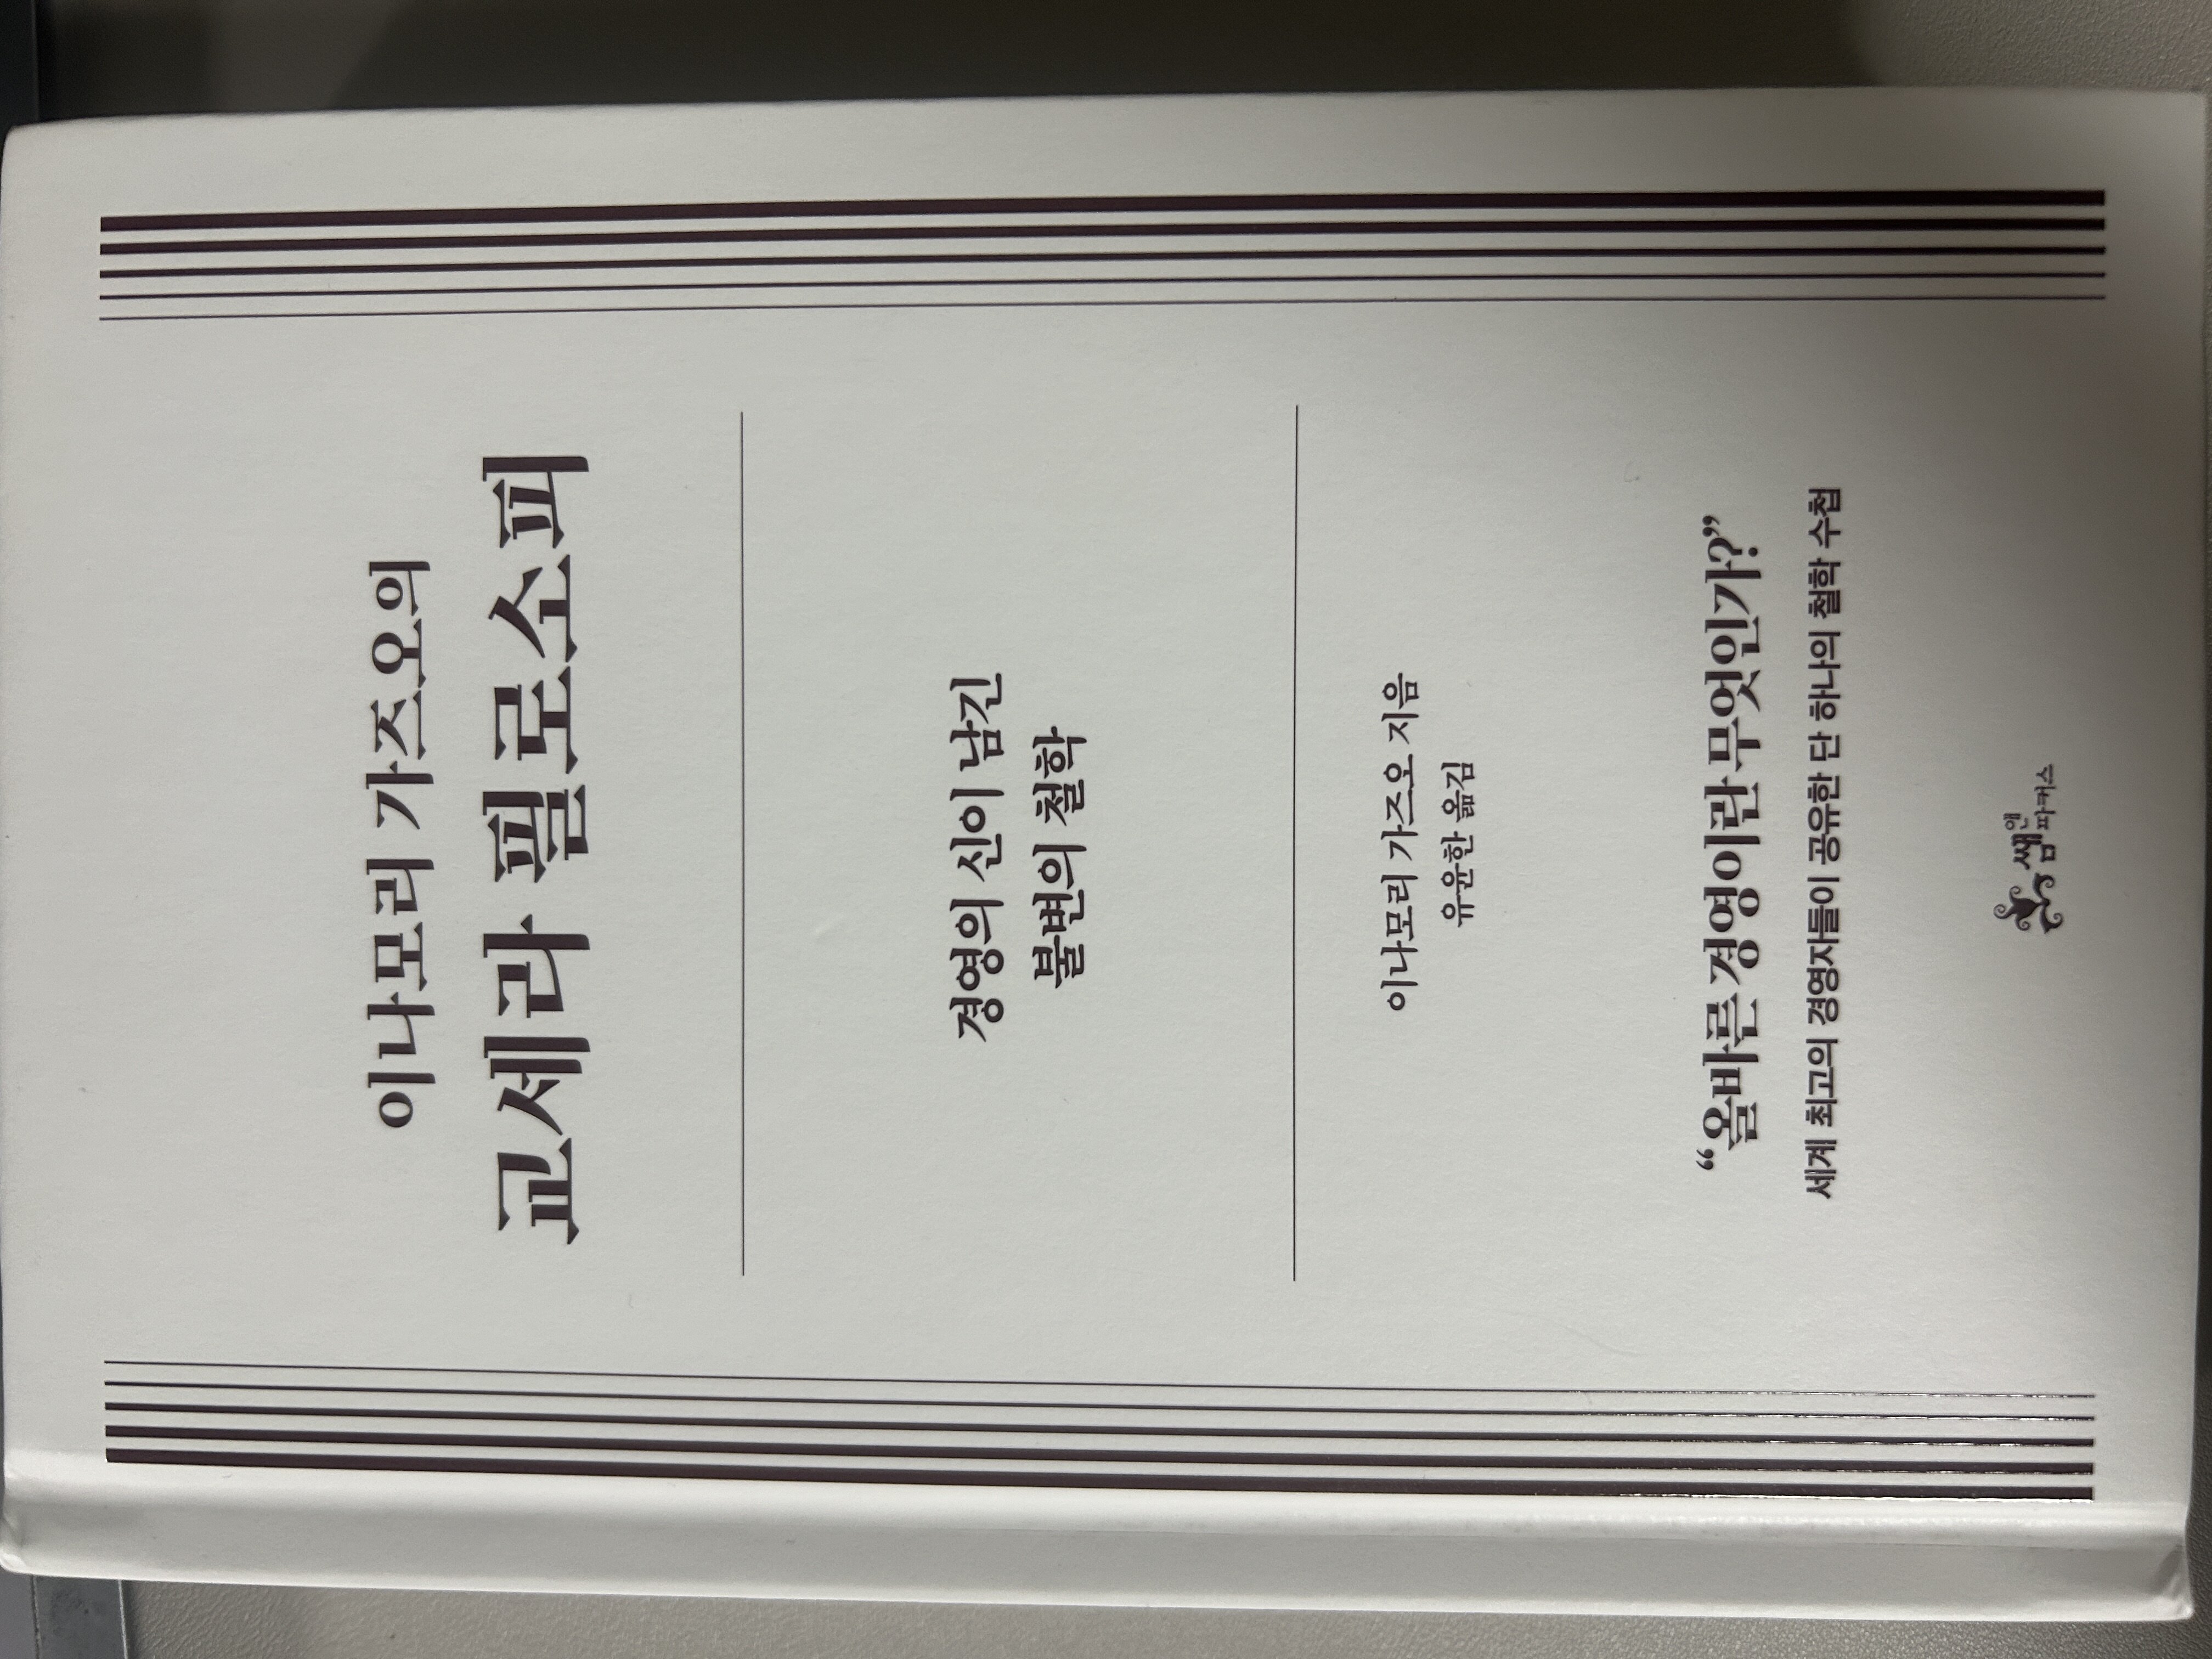 이나모리 가즈오의
교세라 필로소피
경영의 신이 남긴
불변의 철학
이나모리 가즈오 지음
유윤한 옮김
“올바른 경영이란 무엇인가?”
세계 최고의 경영자들이 공유한 단 하나의 철학 수첩
쌤앤파커스